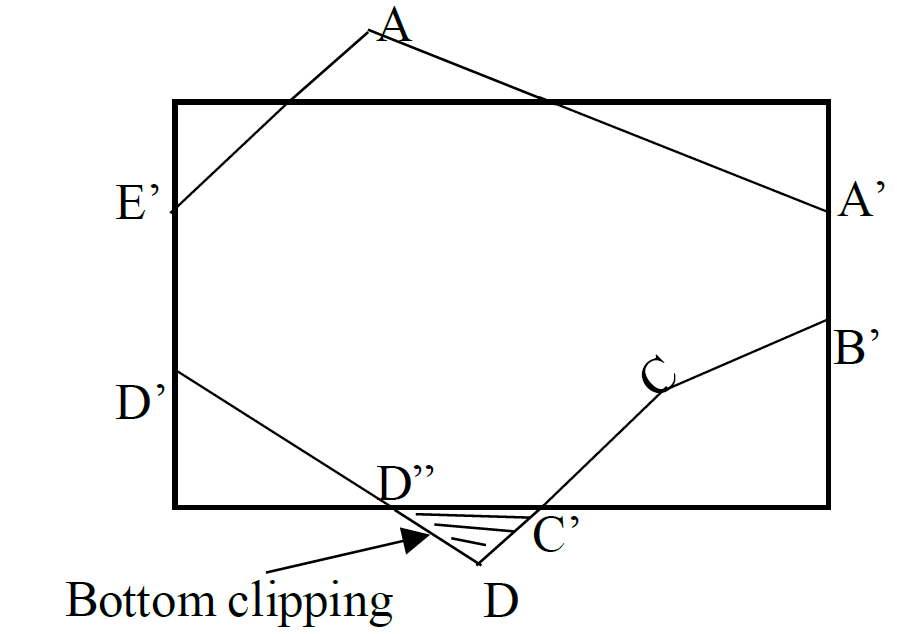 A
E’
A’
B’
C
D’
D’’
C’
Bottom clipping
D